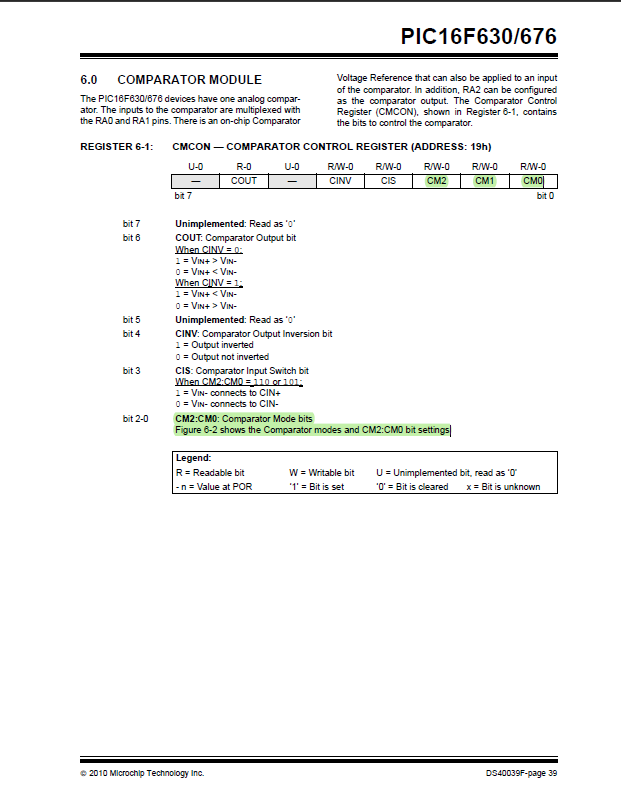 PIC16F630/676
6.0 COMPARATOR MODULE
The PIC16F630/676 devices have one analog compar-
ator. The inputs to the comparator are multiplexed with
the RA0 and RA1 pins. There is an on-chip Comparator
Voltage Reference that can also be applied to an input
of the comparator. In addition, RA2 can be configured
as the comparator output. The Comparator Control
Register (CMCON), shown in Register 6-1, contains
the bits to control the comparator.
REGISTER 6-1: CMCON — COMPARATOR CONTROL REGISTER (ADDRESS: 19h)
U-0 R-0 U-0 R/W-0 R/W-0 R/W-0 R/W-0 R/W-0
— COUT — CINV CIS CM2 CM1 CM0
bit 7 bit 0
bit 7 Unimplemented: Read as '0'
bit 6 COUT: Comparator Output bit
When CINV = 0:
1 = VIN+ > VIN-
0 = VIN+ < VIN-
When CINV = 1:
1 = VIN+ < VIN-
0 = VIN+ > VIN-
bit 5 Unimplemented: Read as '0'
bit 4 CINV: Comparator Output Inversion bit
1 = Output inverted
0 = Output not inverted
bit 3 CIS: Comparator Input Switch bit
When CM2:CM0 = 110 or 101:
1 = VIN- connects to CIN+
0 = VIN- connects to CIN-
bit 2-0 CM2:CM0: Comparator Mode bits
Figure 6-2 shows the Comparator modes and CM2:CM0 bit settings
Legend:
R = Readable bit W = Writable bit U = Unimplemented bit, read as '0'
- n = Value at POR '1' = Bit is set '0' = Bit is cleared x = Bit is unknown
© 2010 Microchip Technology Inc. DS40039F-page 39